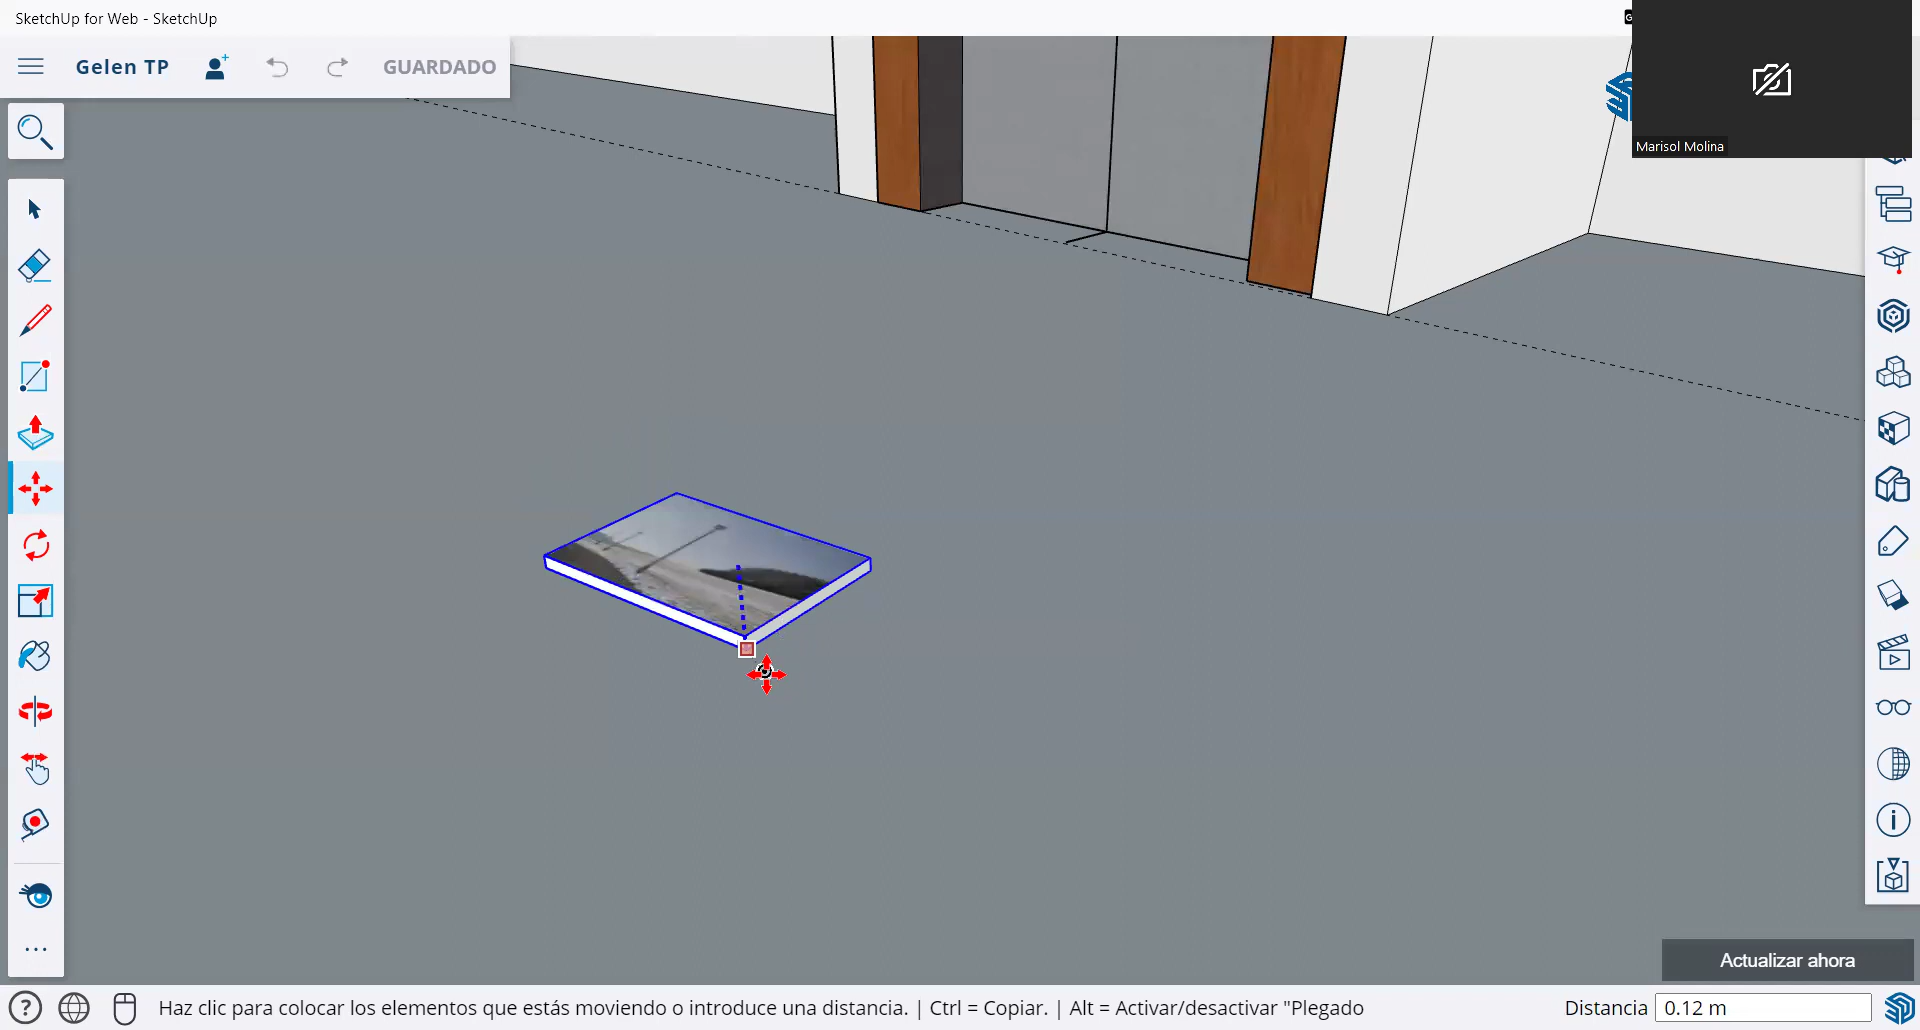 SketchUp for Web - SketchUp
Gelen TP
GUARDADO
Marisol Molina
Actualizar ahora
Haz clic para colocar los elementos que estás moviendo o introduce una distancia. | Ctrl = Copiar. | Alt = Activar/desactivar "Plegado
Distancia
0.12 m